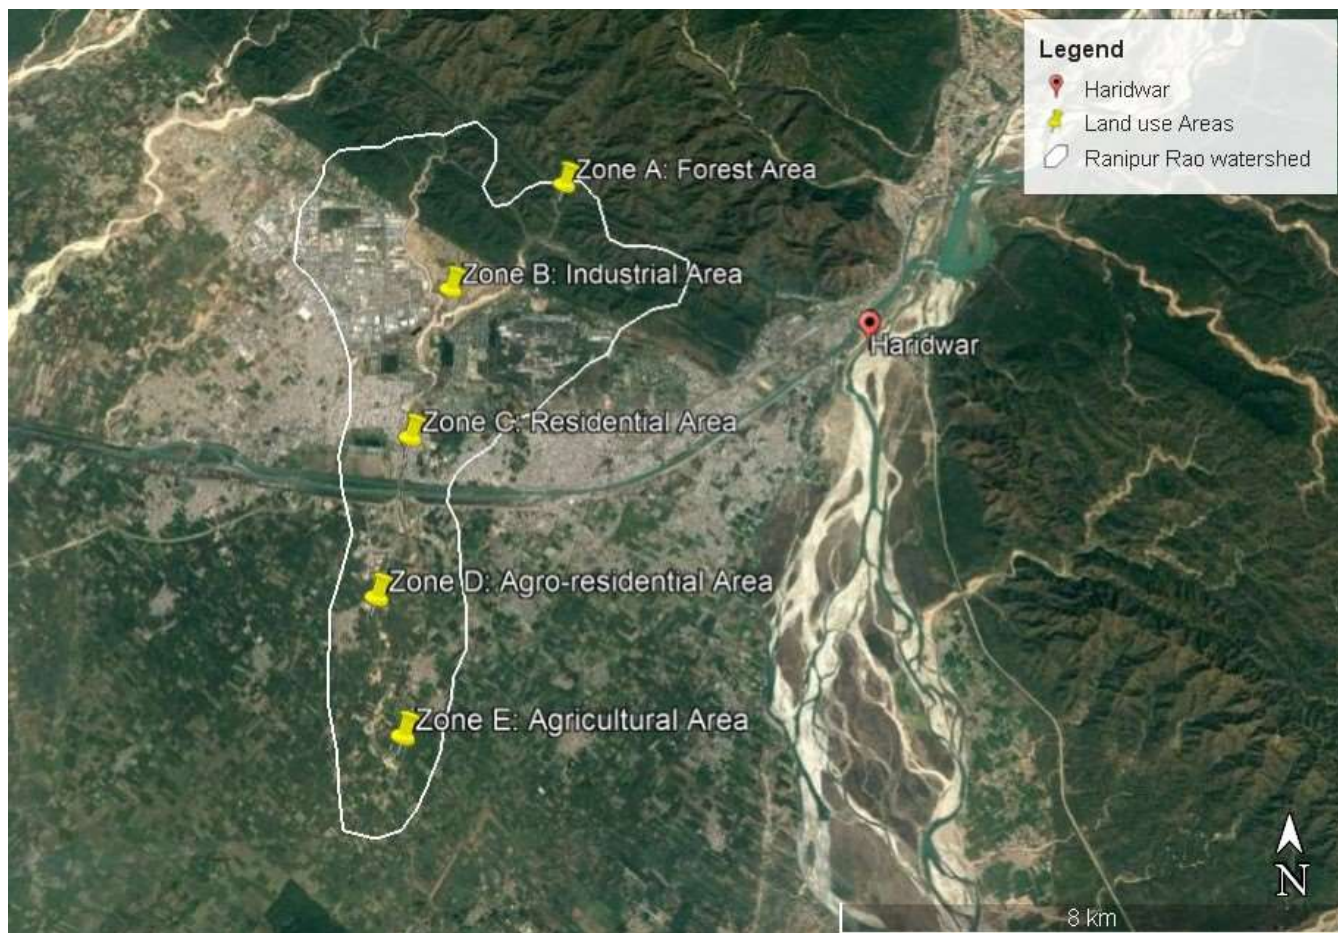 Legend
Haridwar
Land use Areas
Ranipur Rao watershed
Zone A: Forest Area
Zone B: Industrial Area
Haridwar
Zone C: Residential Area
Zone D: Agro-residential Area
Zone E: Agricultural Area
N
8 km